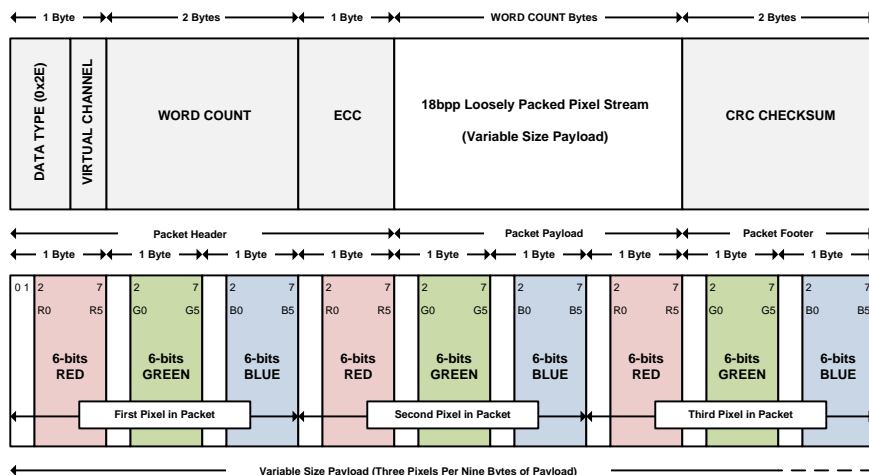 1 Byte 2 Bytes 1 Byte WORD COUNT Bytes 2 Bytes
DATA TYPE (0x2E)
VIRTUAL CHANNEL
WORD COUNT
ECC
18bpp Loosely Packed Pixel Stream
(Variable Size Payload)
CRC CHECKSUM
Packet Header Packet Payload Packet Footer
1 Byte 1 Byte 1 Byte 1 Byte 1 Byte 1 Byte 1 Byte 1 Byte 1 Byte
0 1 2 7 2 7 2 7 2 7 2 7 2 7 2 7 2 7 2 7
R0 R5 G0 G5 B0 B5 R0 R5 G0 G5 B0 B5 R0 R5 G0 G5 B0 B5
6-bits 6-bits 6-bits 6-bits 6-bits 6-bits 6-bits 6-bits 6-bits
RED GREEN BLUE RED GREEN BLUE RED GREEN BLUE
First Pixel in Packet Second Pixel in Packet Third Pixel in Packet
Variable Size Payload (Three Pixels Per Nine Bytes of Payload)